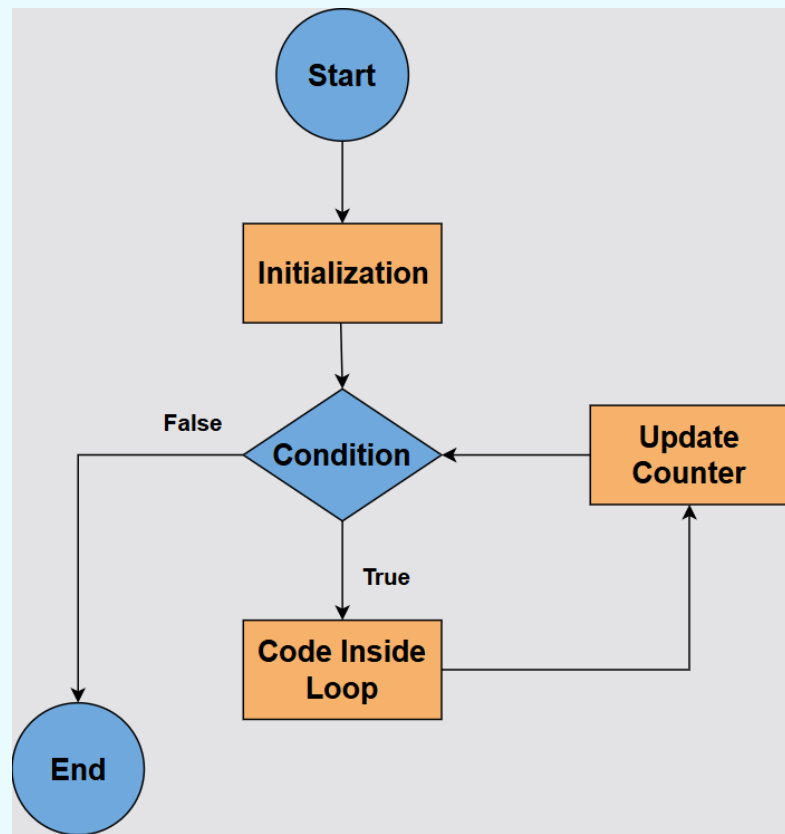 Start
Initialization
False
Condition
Update
Counter
True
Code Inside
Loop
End